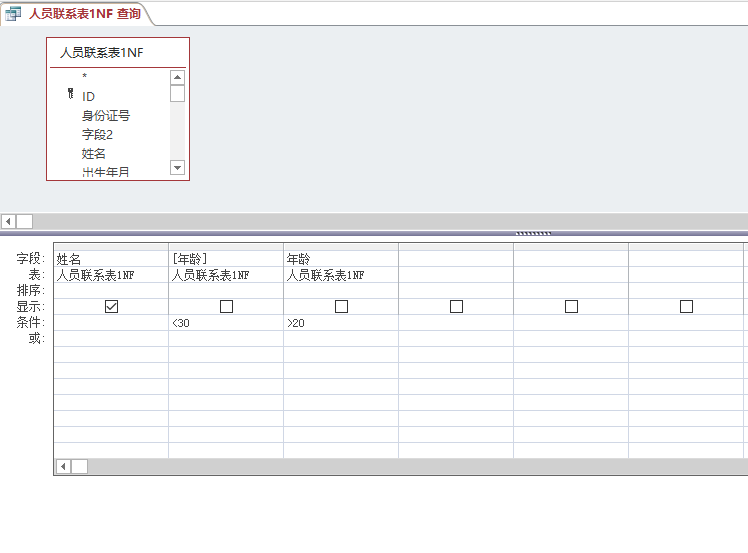 人员联系表1NF 查询
人员联系表1NF
*
ID
身份证号
字段2
姓名
出生年月
字段: 姓名 [年龄] 年龄
表: 人员联系表1NF 人员联系表1NF 人员联系表1NF
排序:
显示:
条件: <30 >20
或: